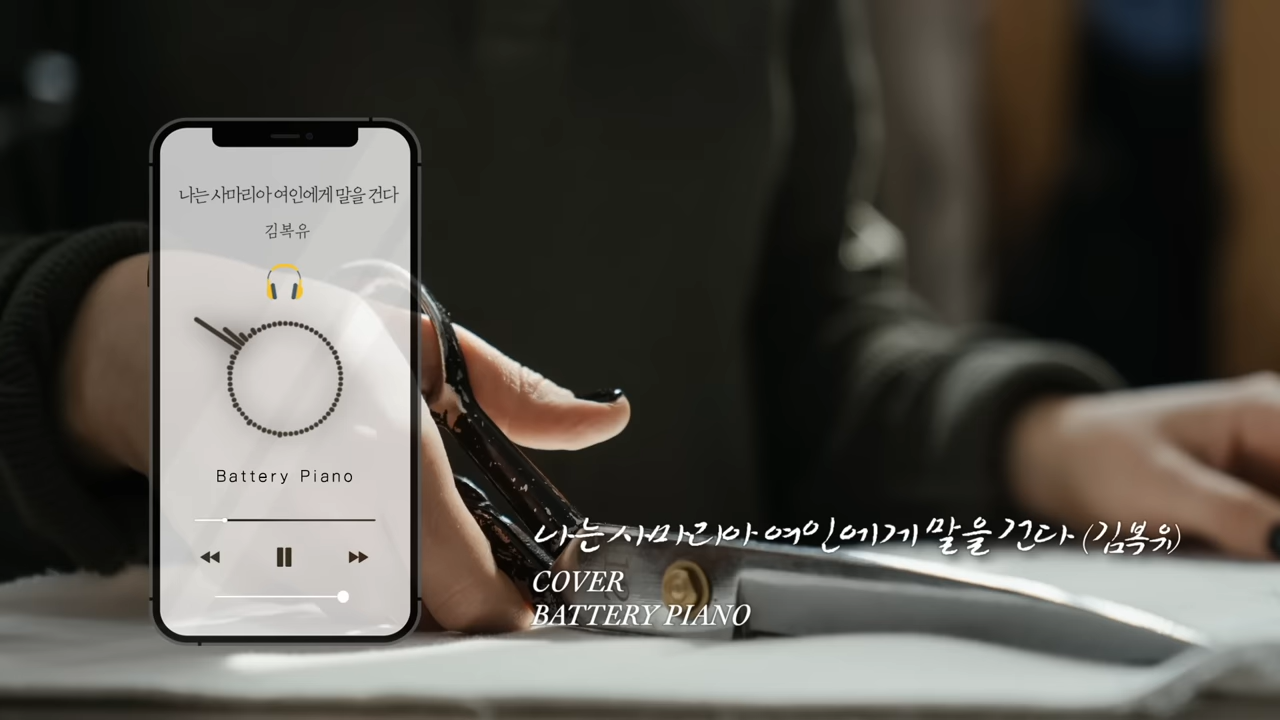 나는 사마리아 여인에게 말을 건다
김복유
Battery Piano
나는 사마리아 여인에게 말을 건다 (김복유)
COVER
BATTERY PIANO